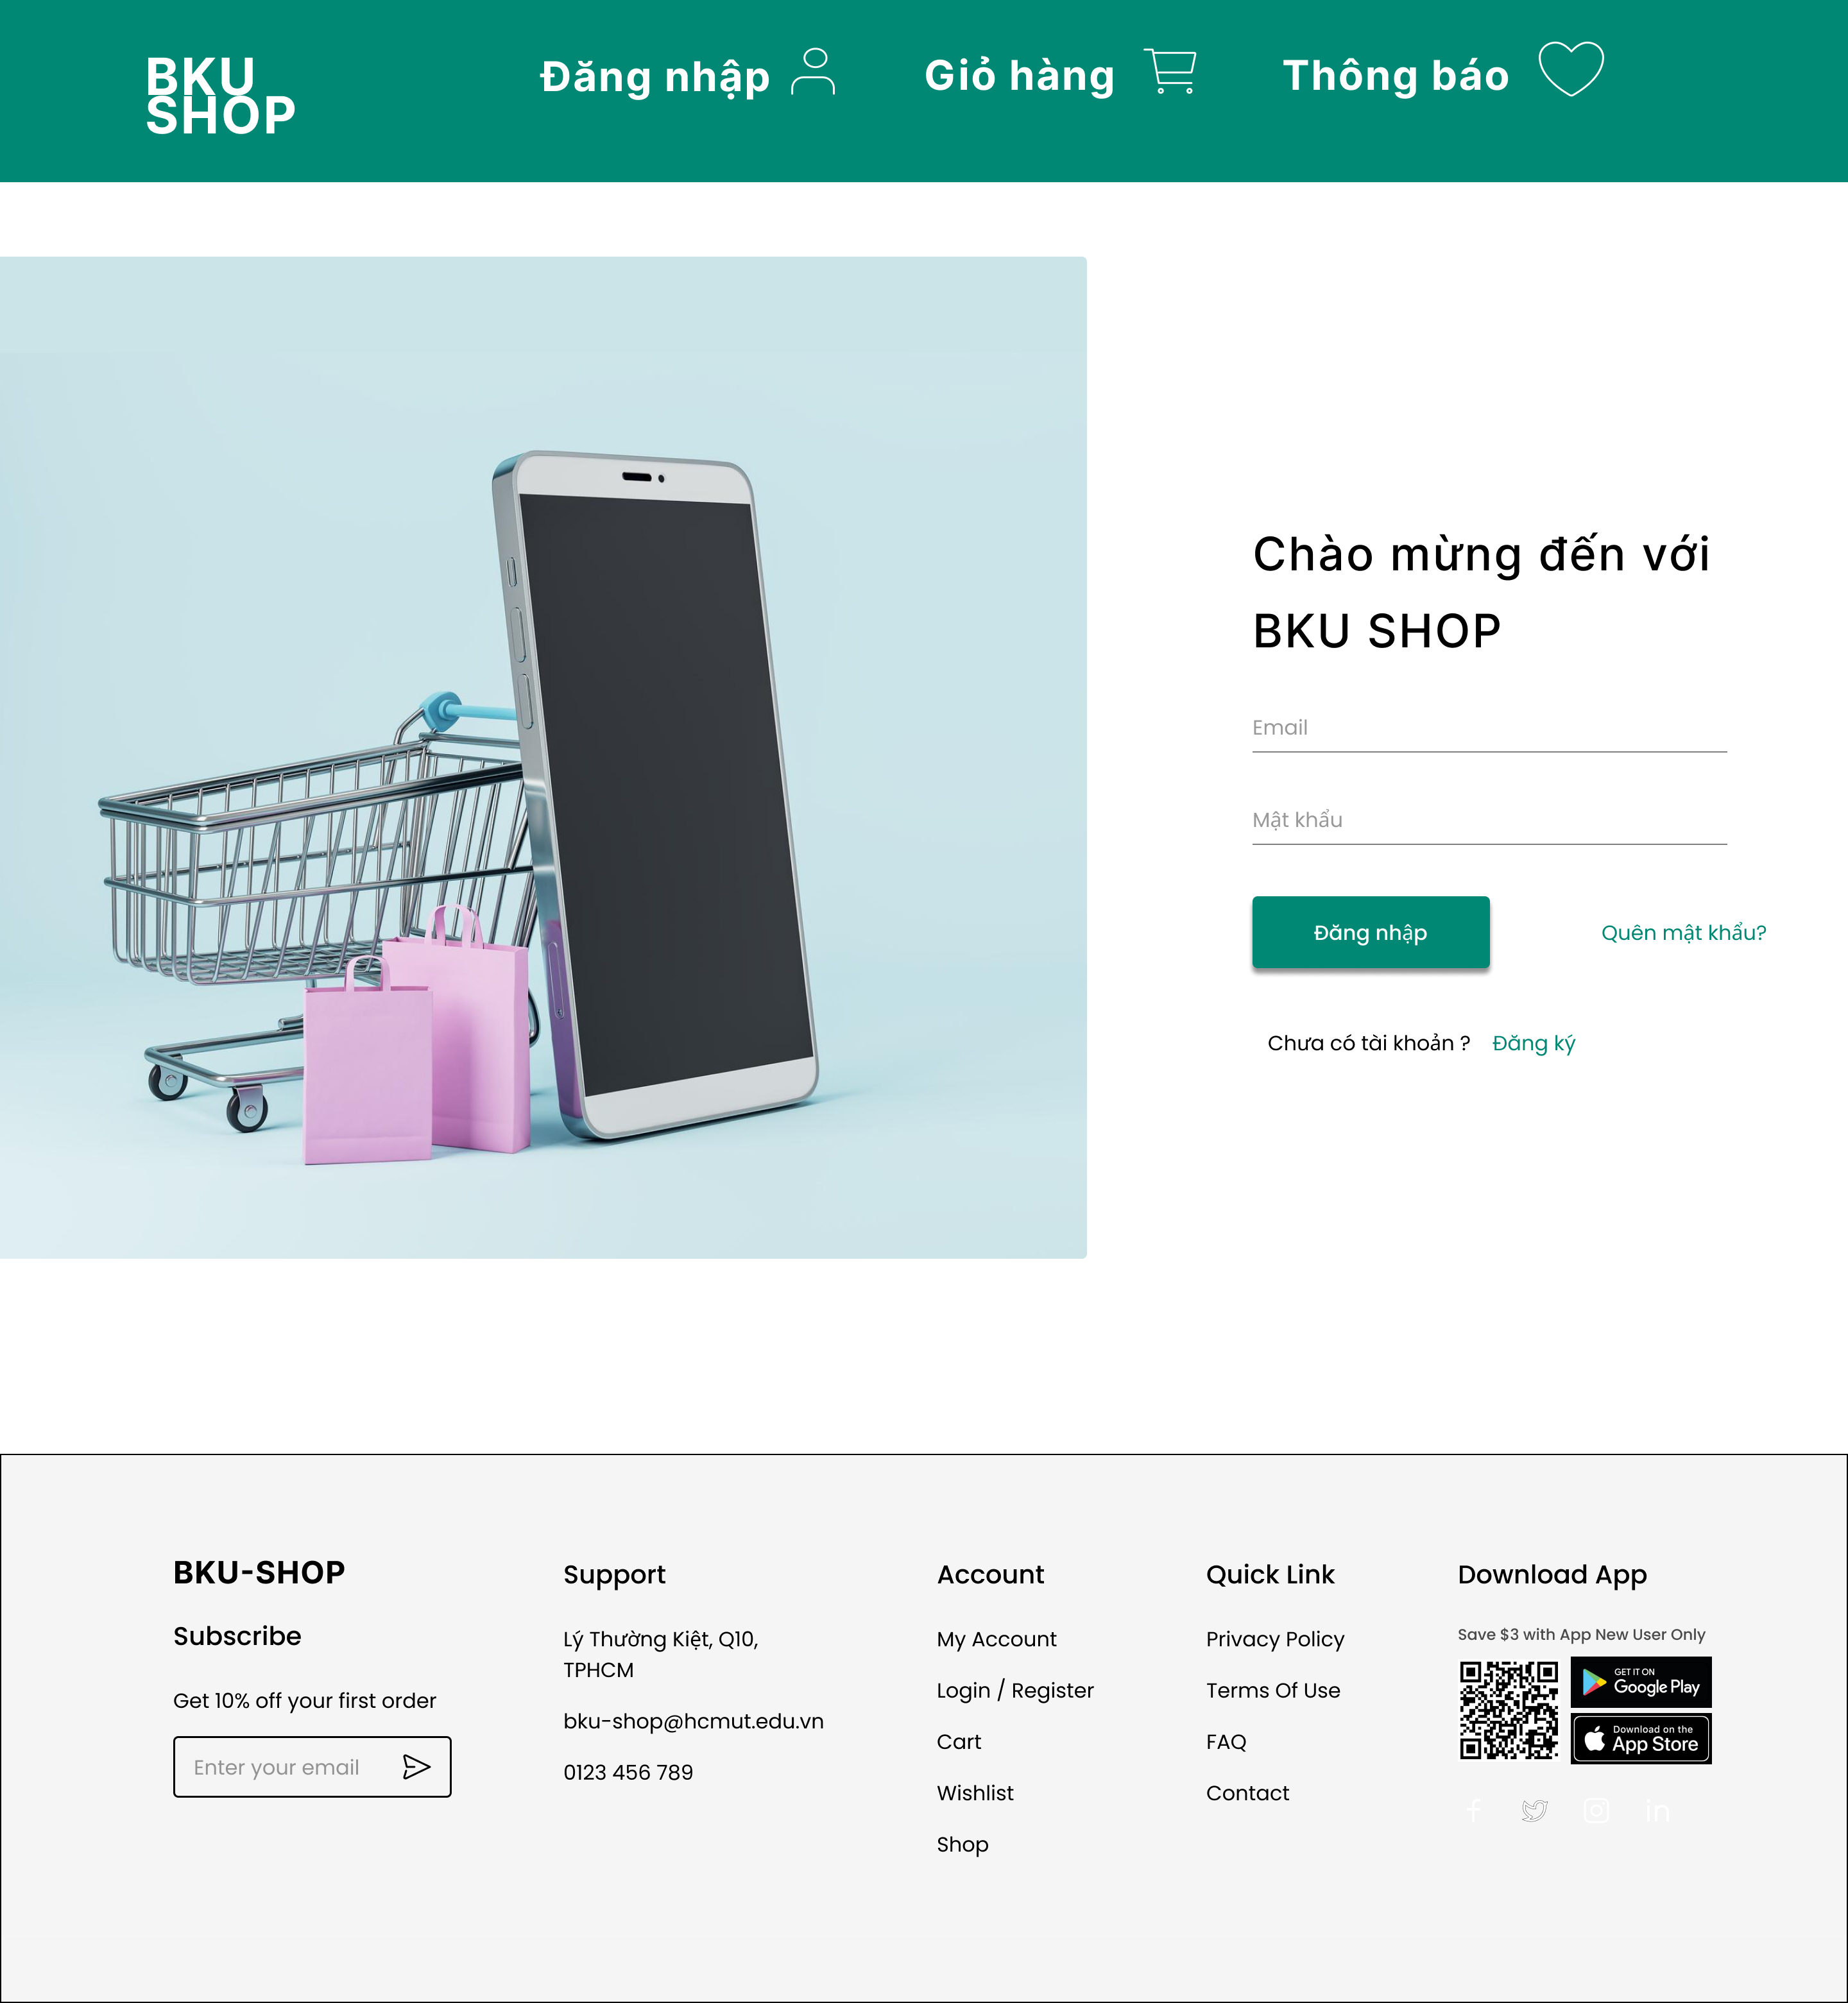 BKU
SHOP
Đăng nhập
Giỏ hàng
Thông báo
Chào mừng đến với
BKU SHOP
Email
Mật khẩu
Đăng nhập
Quên mật khẩu?
Chưa có tài khoản ?
Đăng ký
BKU-SHOP
Subscribe
Get 10% off your first order
Enter your email
Support
Lý Thường Kiệt, Q10,
TPHCM
bku-shop@hcmut.edu.vn
0123 456 789
Account
My Account
Login / Register
Cart
Wishlist
Shop
Quick Link
Privacy Policy
Terms Of Use
FAQ
Contact
Download App
Save $3 with App New User Only
GET IT ON
Google Play
Download on the
App Store
f
in